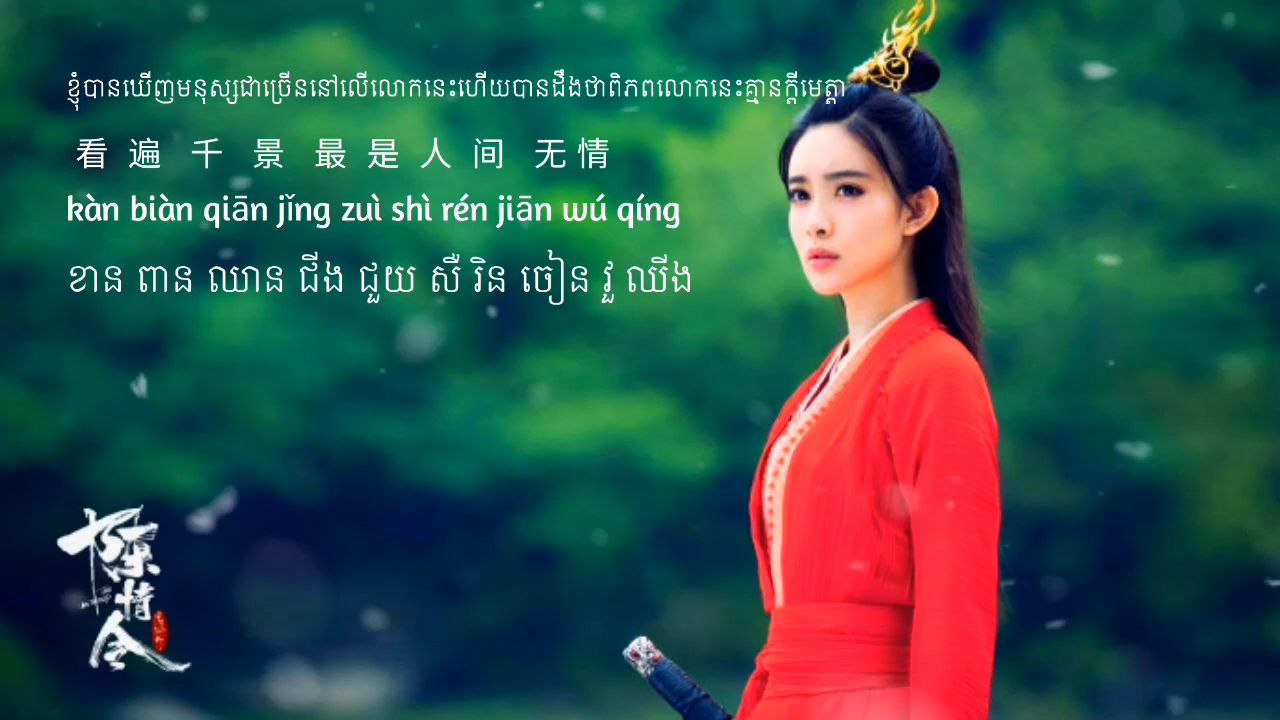 ខ្ញុំបានឃើញមនុស្សជាច្រើននៅលើលោកនេះហើយបានដឹងថាពិភពលោកនេះគ្មានក្ដីមេត្តា
看 遍 千 景 最 是 人 间 无 情
kàn biàn qiān jǐng zuì shì rén jiān wú qíng
ខាន ពាន ឈាន ជីង ជួយ សឺ រិន ចៀន វួ ឈីង
陈情令